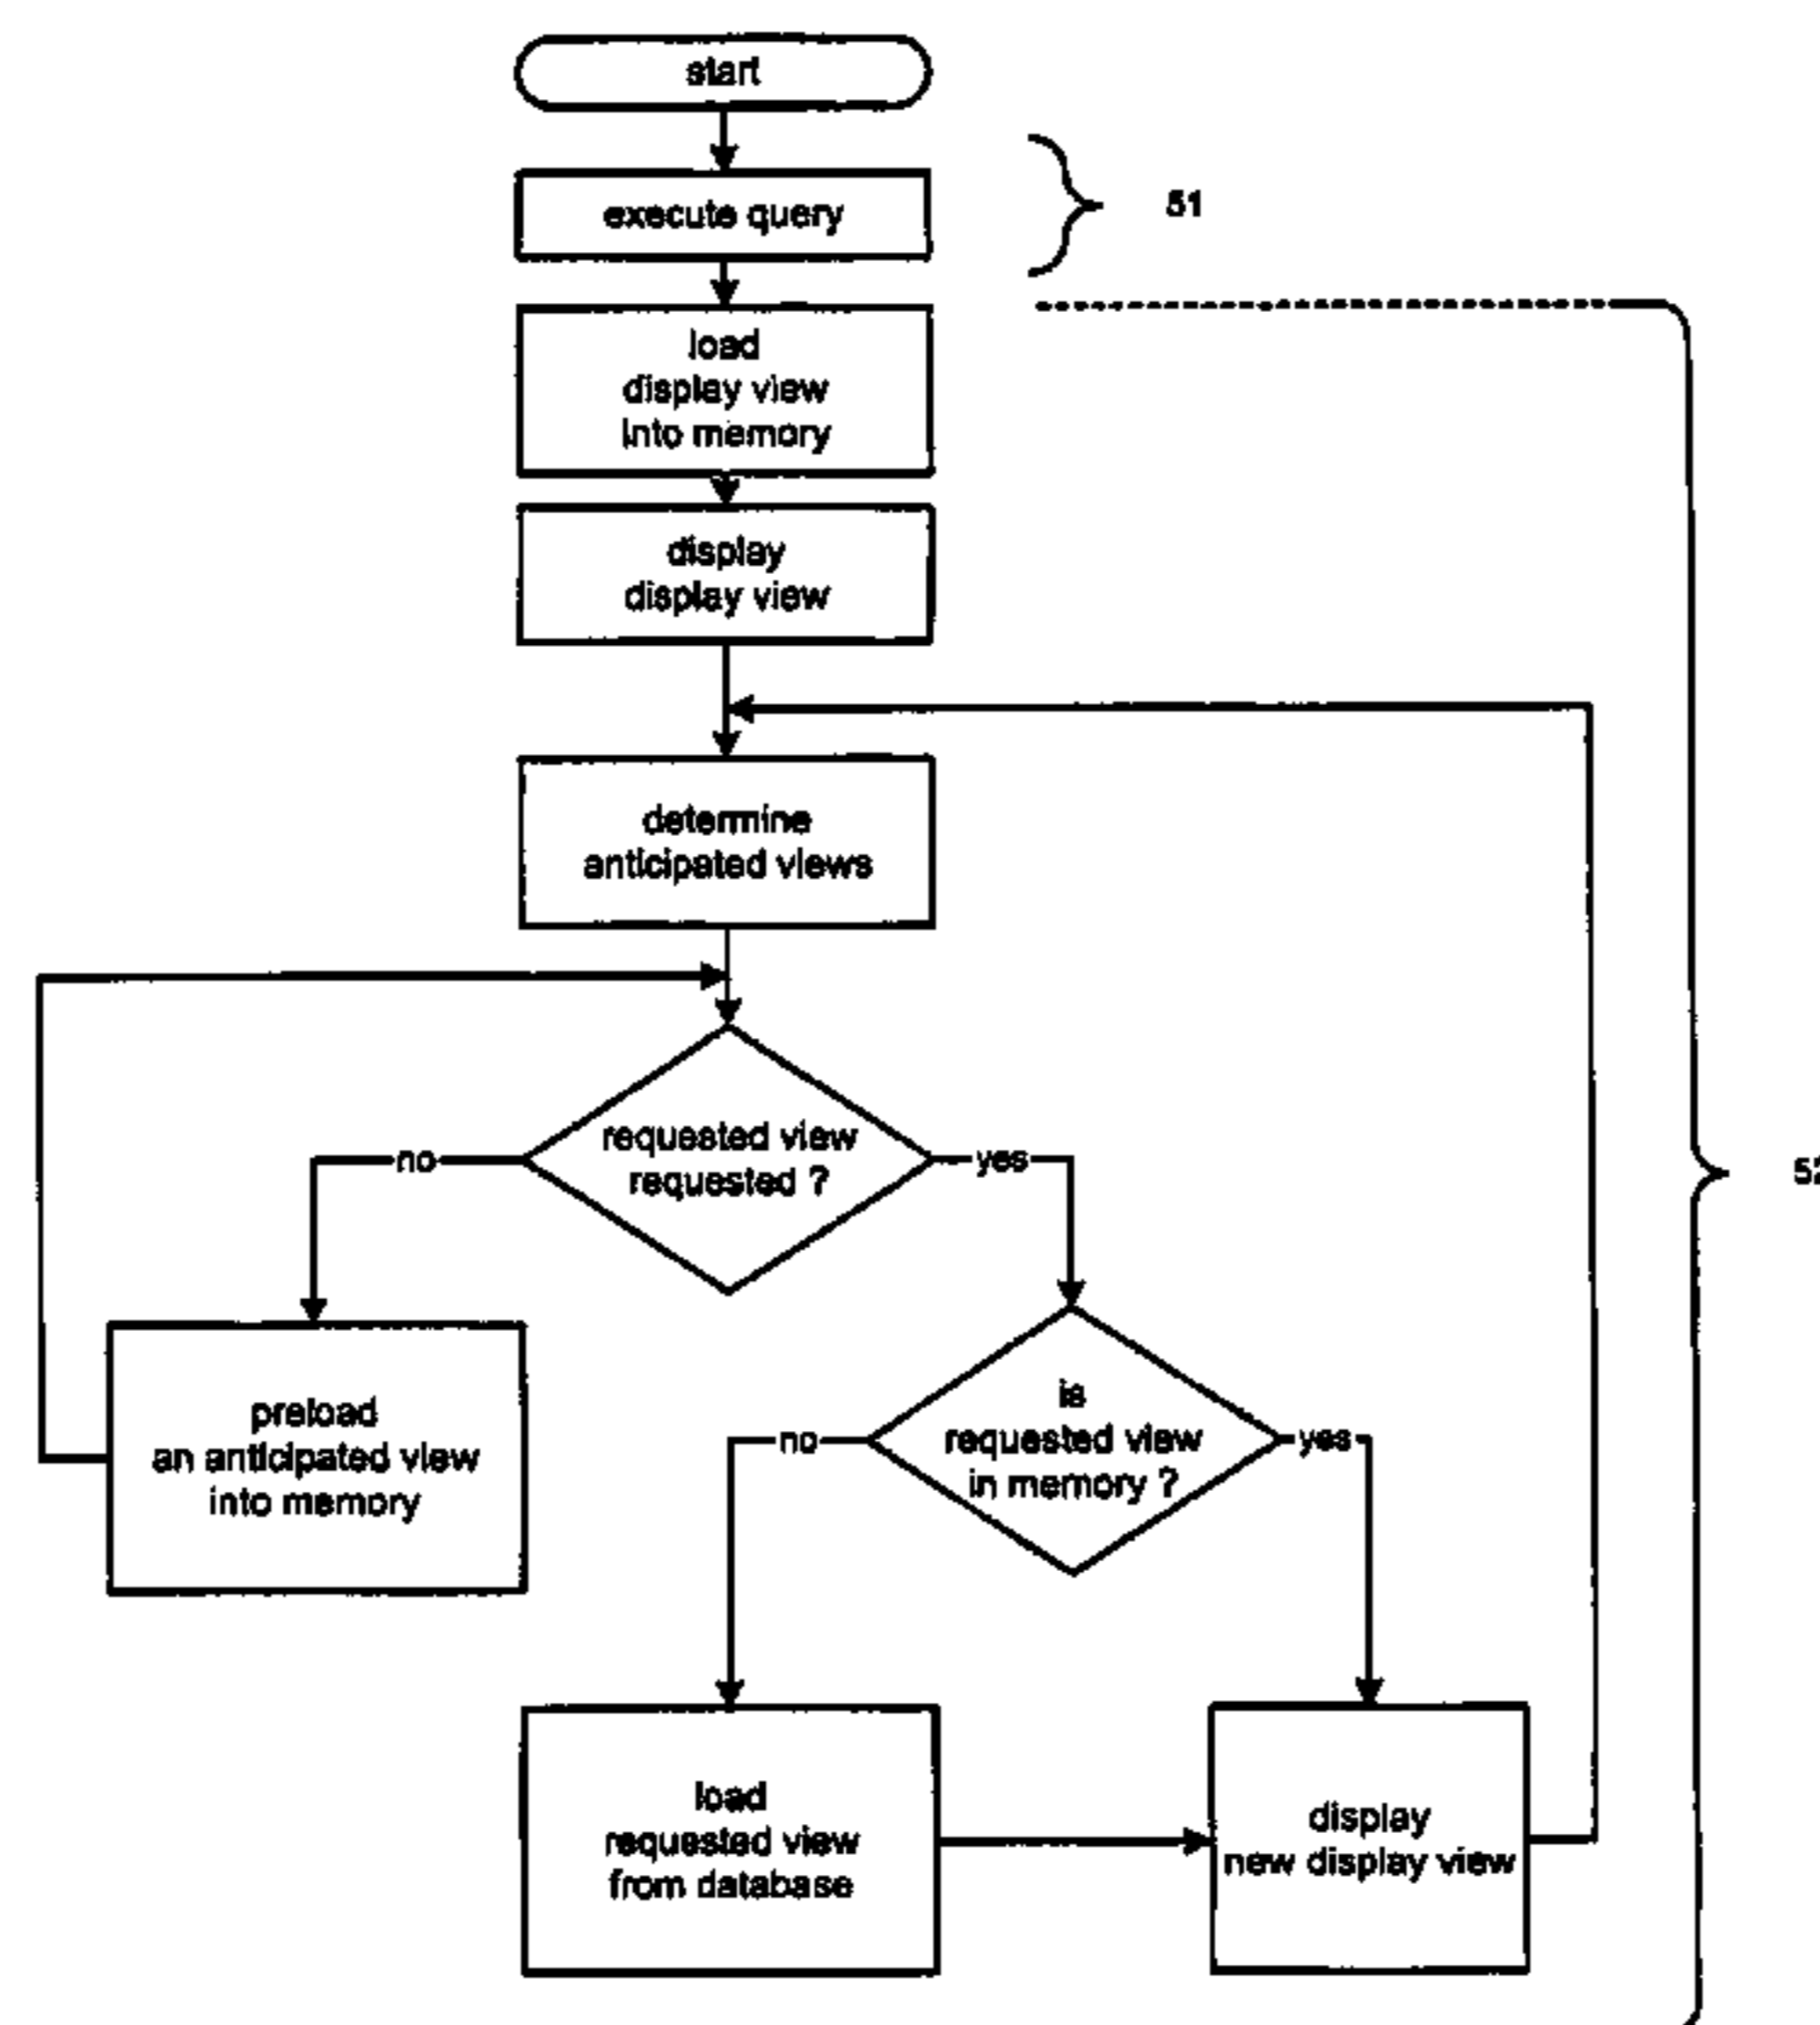 start
execute query
51
load
display view
into memory
display
display view
determine
anticipated views
requested view
requested ?
no
yes
52
preload
an anticipated view
into memory
is
requested view
in memory ?
no
yes
load
requested view
from database
display
new display view